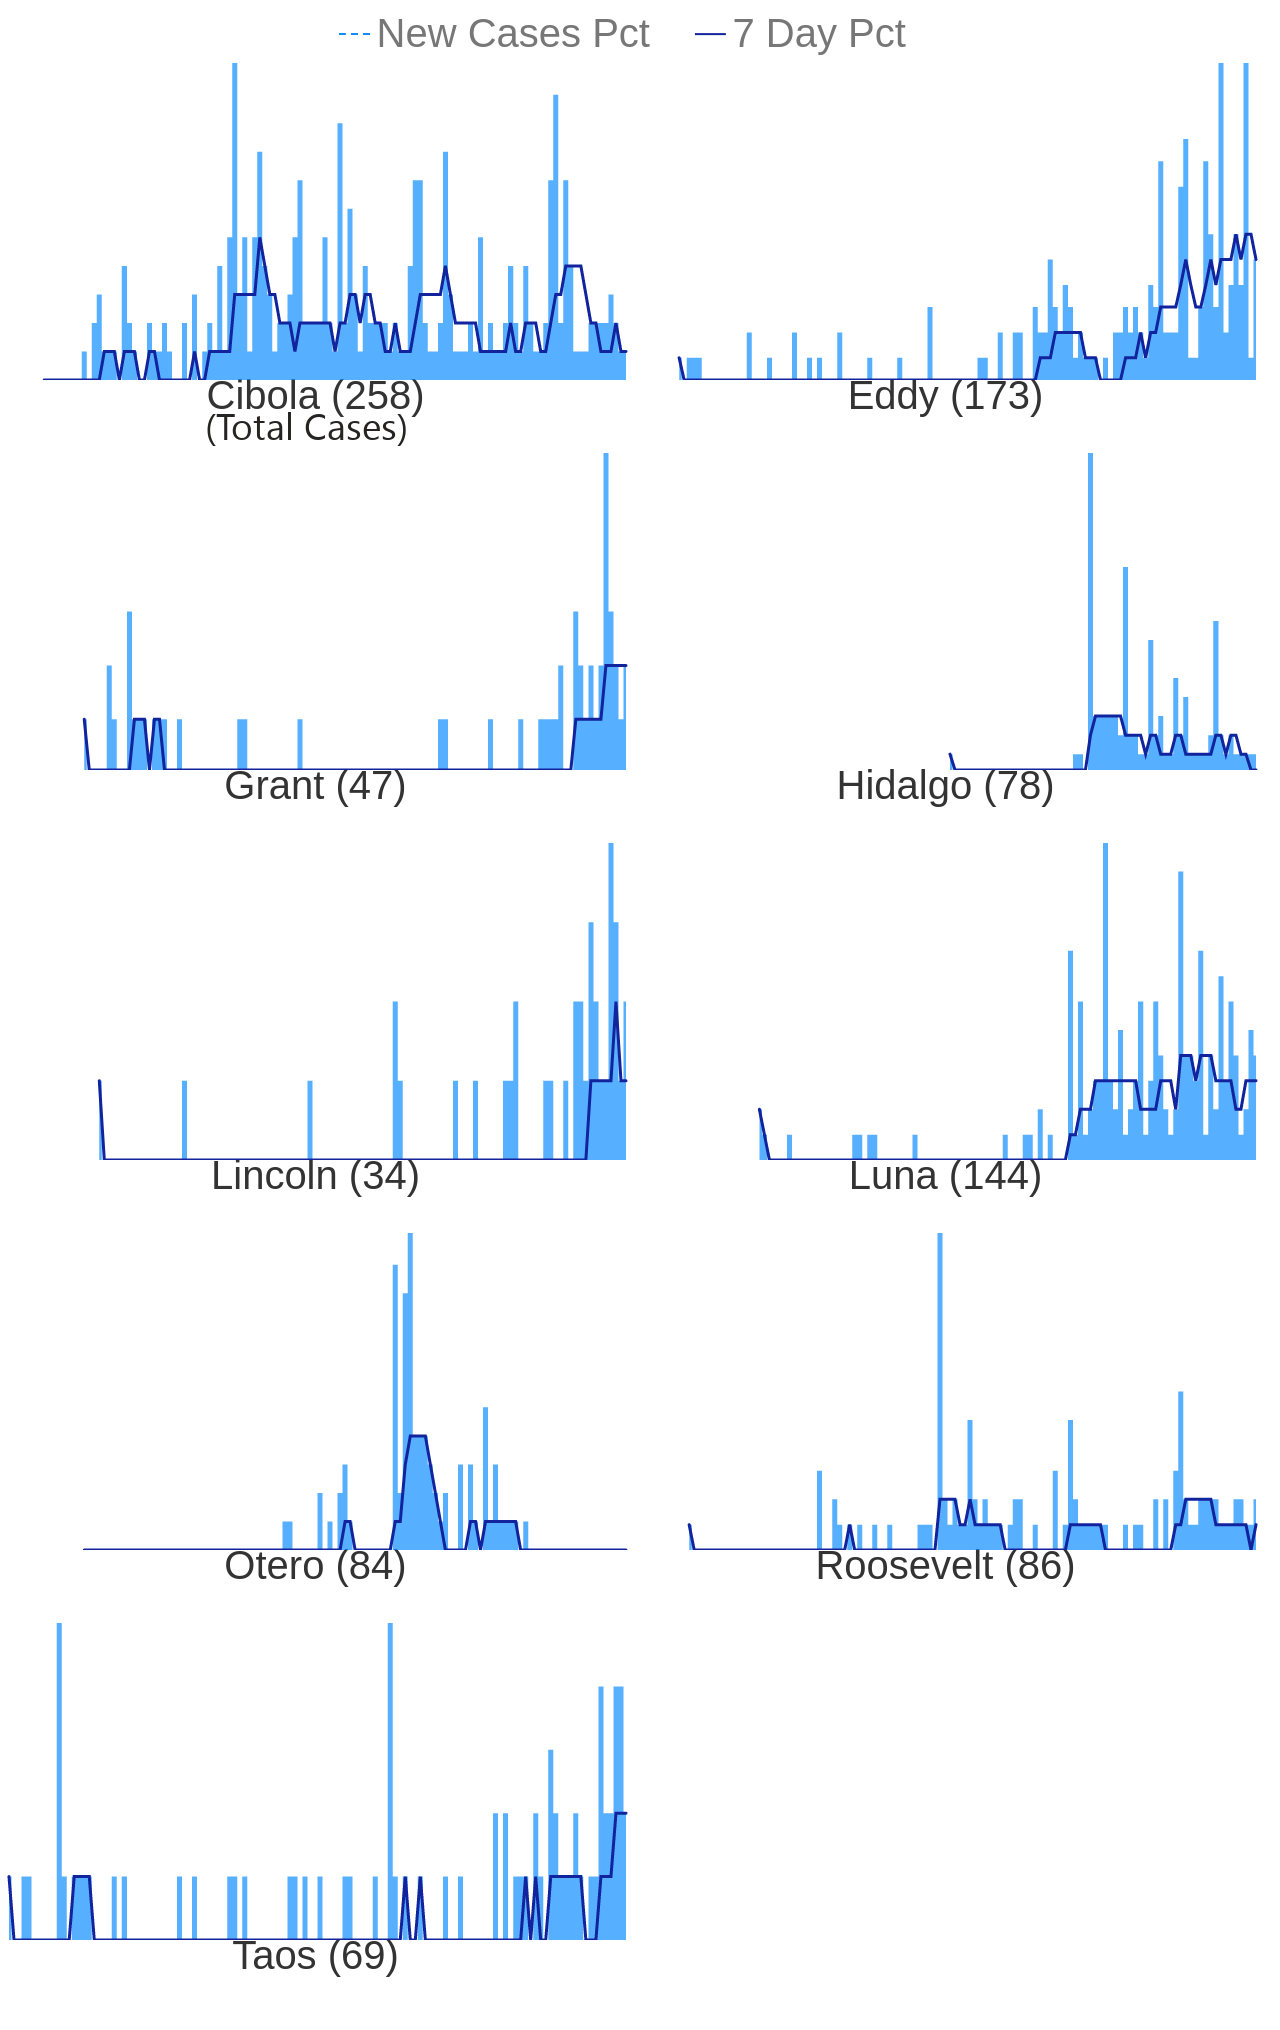 New Cases Pct 7 Day Pct
Cibola (258)
(Total Cases)
Eddy (173)
Grant (47)
Hidalgo (78)
Lincoln (34)
Luna (144)
Otero (84)
Roosevelt (86)
Taos (69)